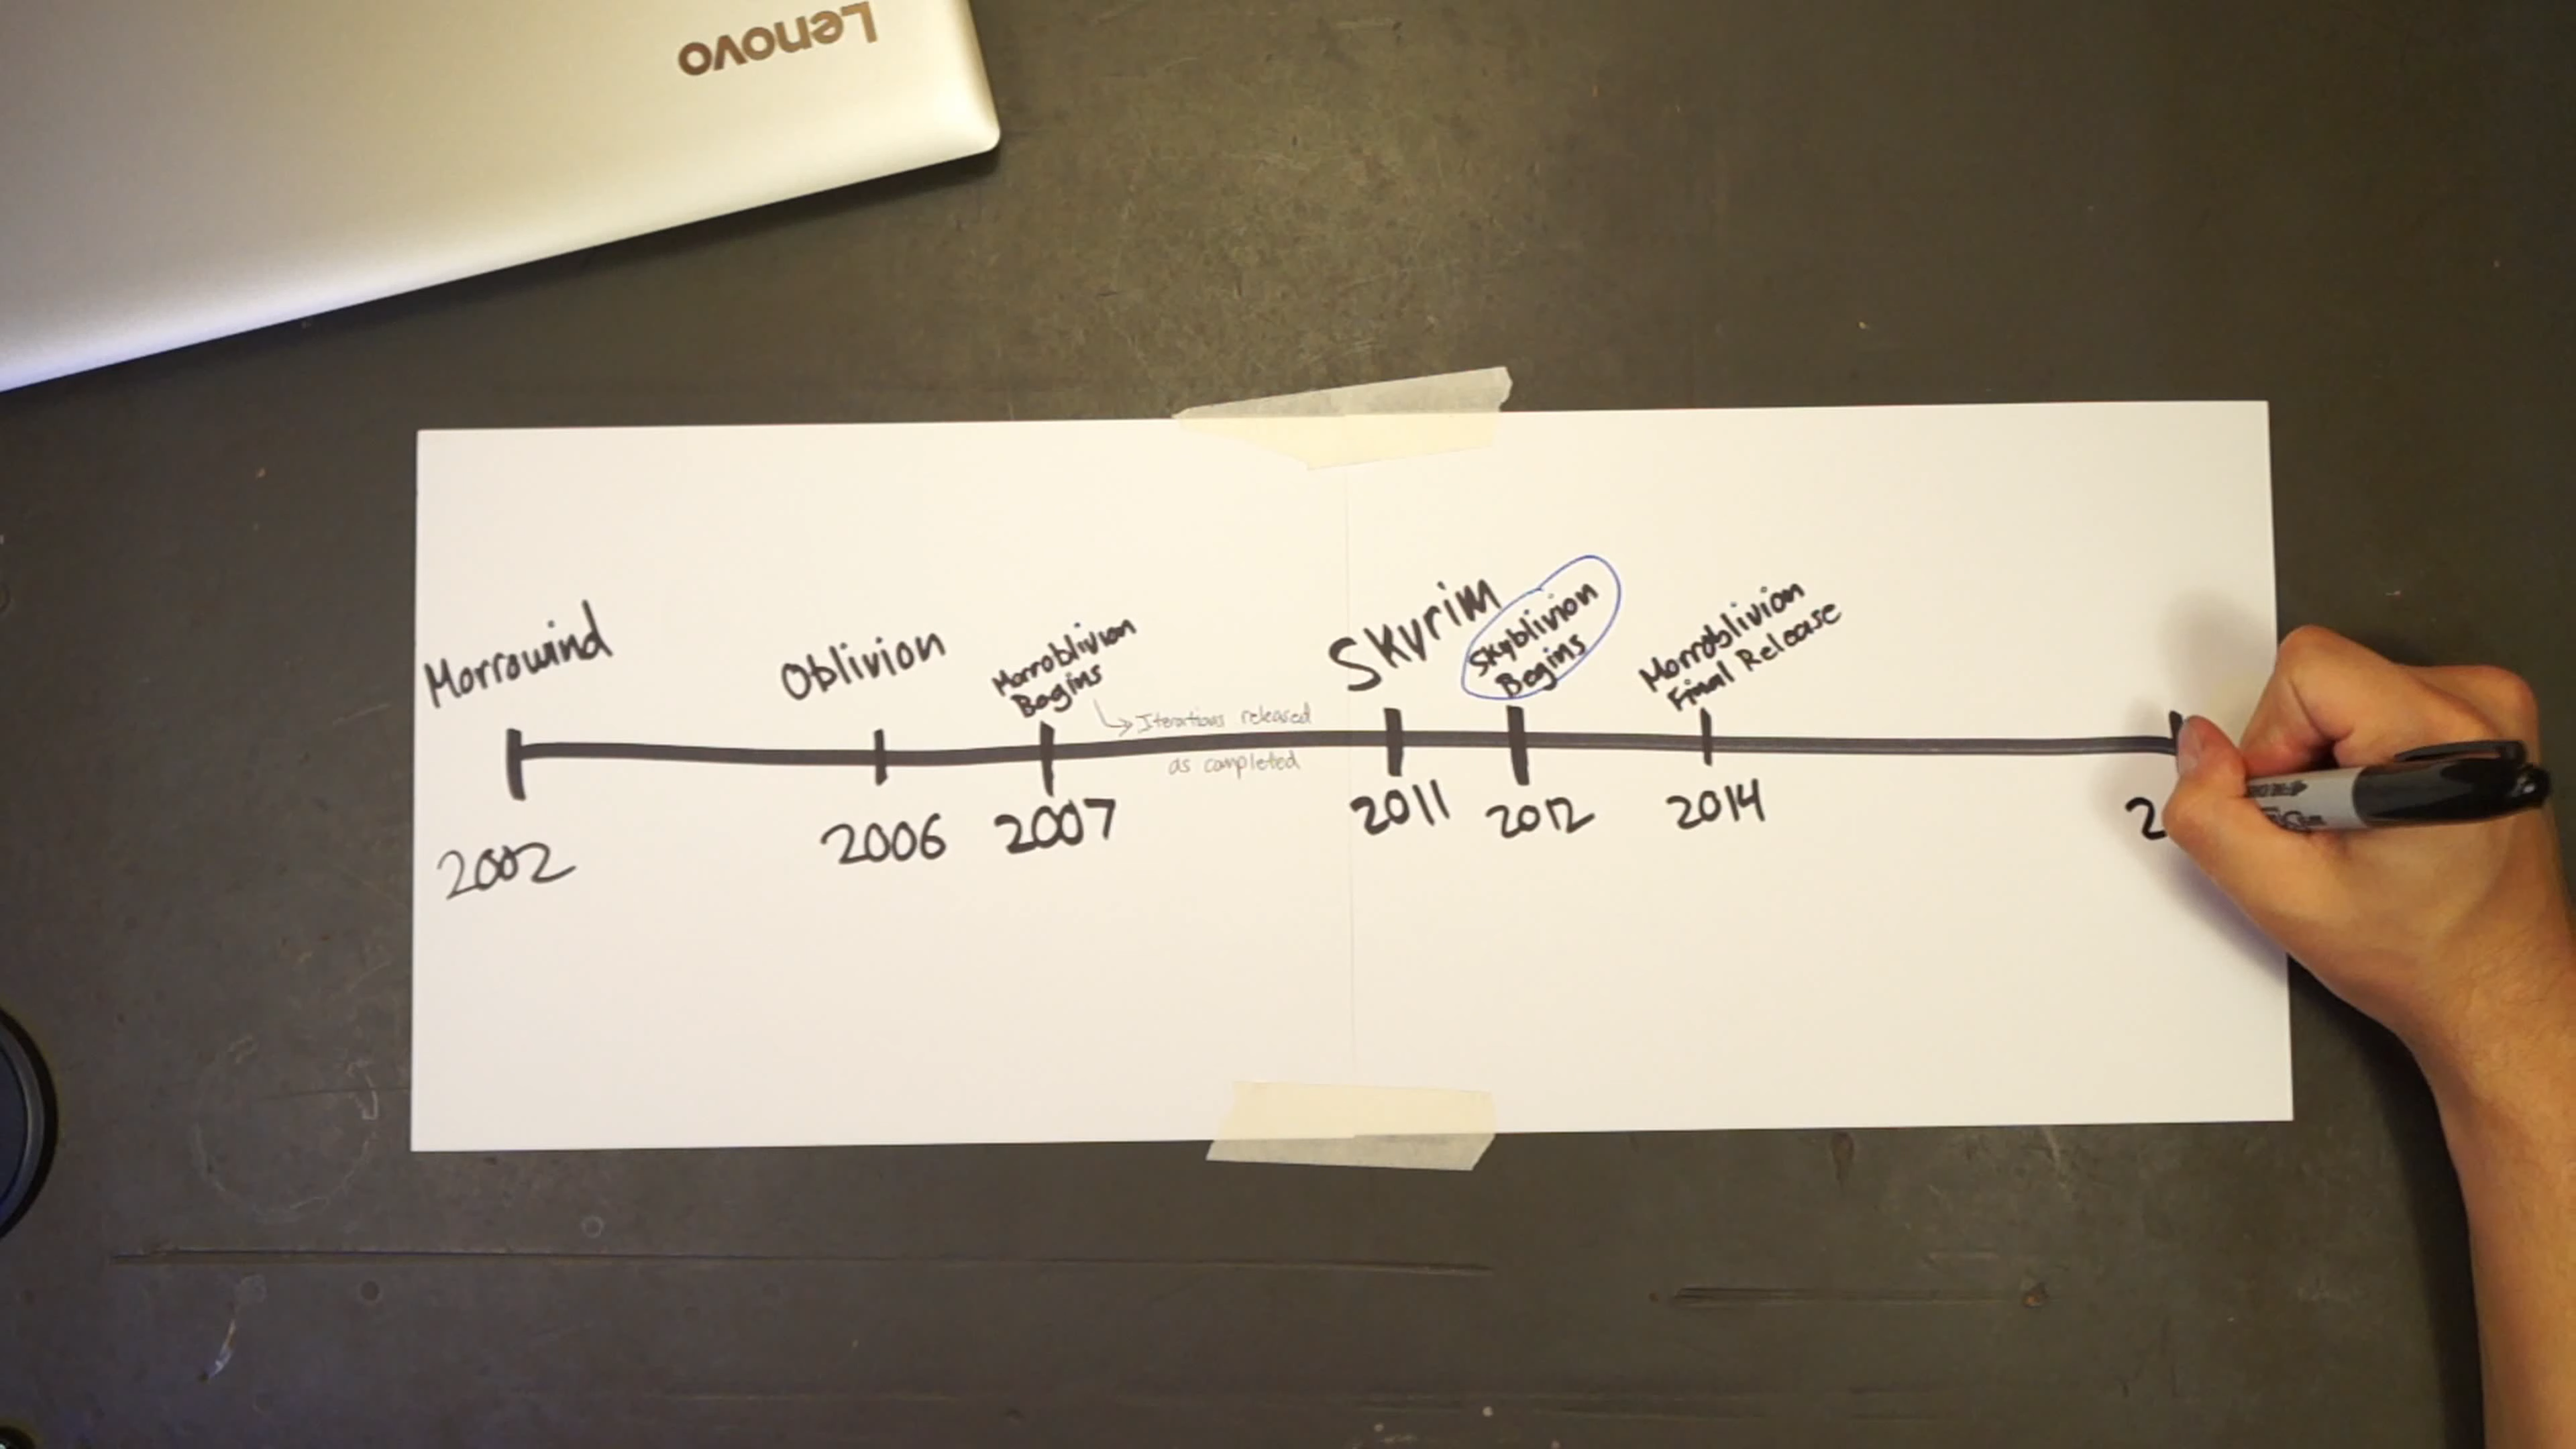 Lenovo
Morrowind
Oblivion
Morroblivion
Begins
Iterations released
as completed
Skyrim
Skyblivion
Begins
Morroblivion
Final Release
2002
2006
2007
2011
2012
2014
2